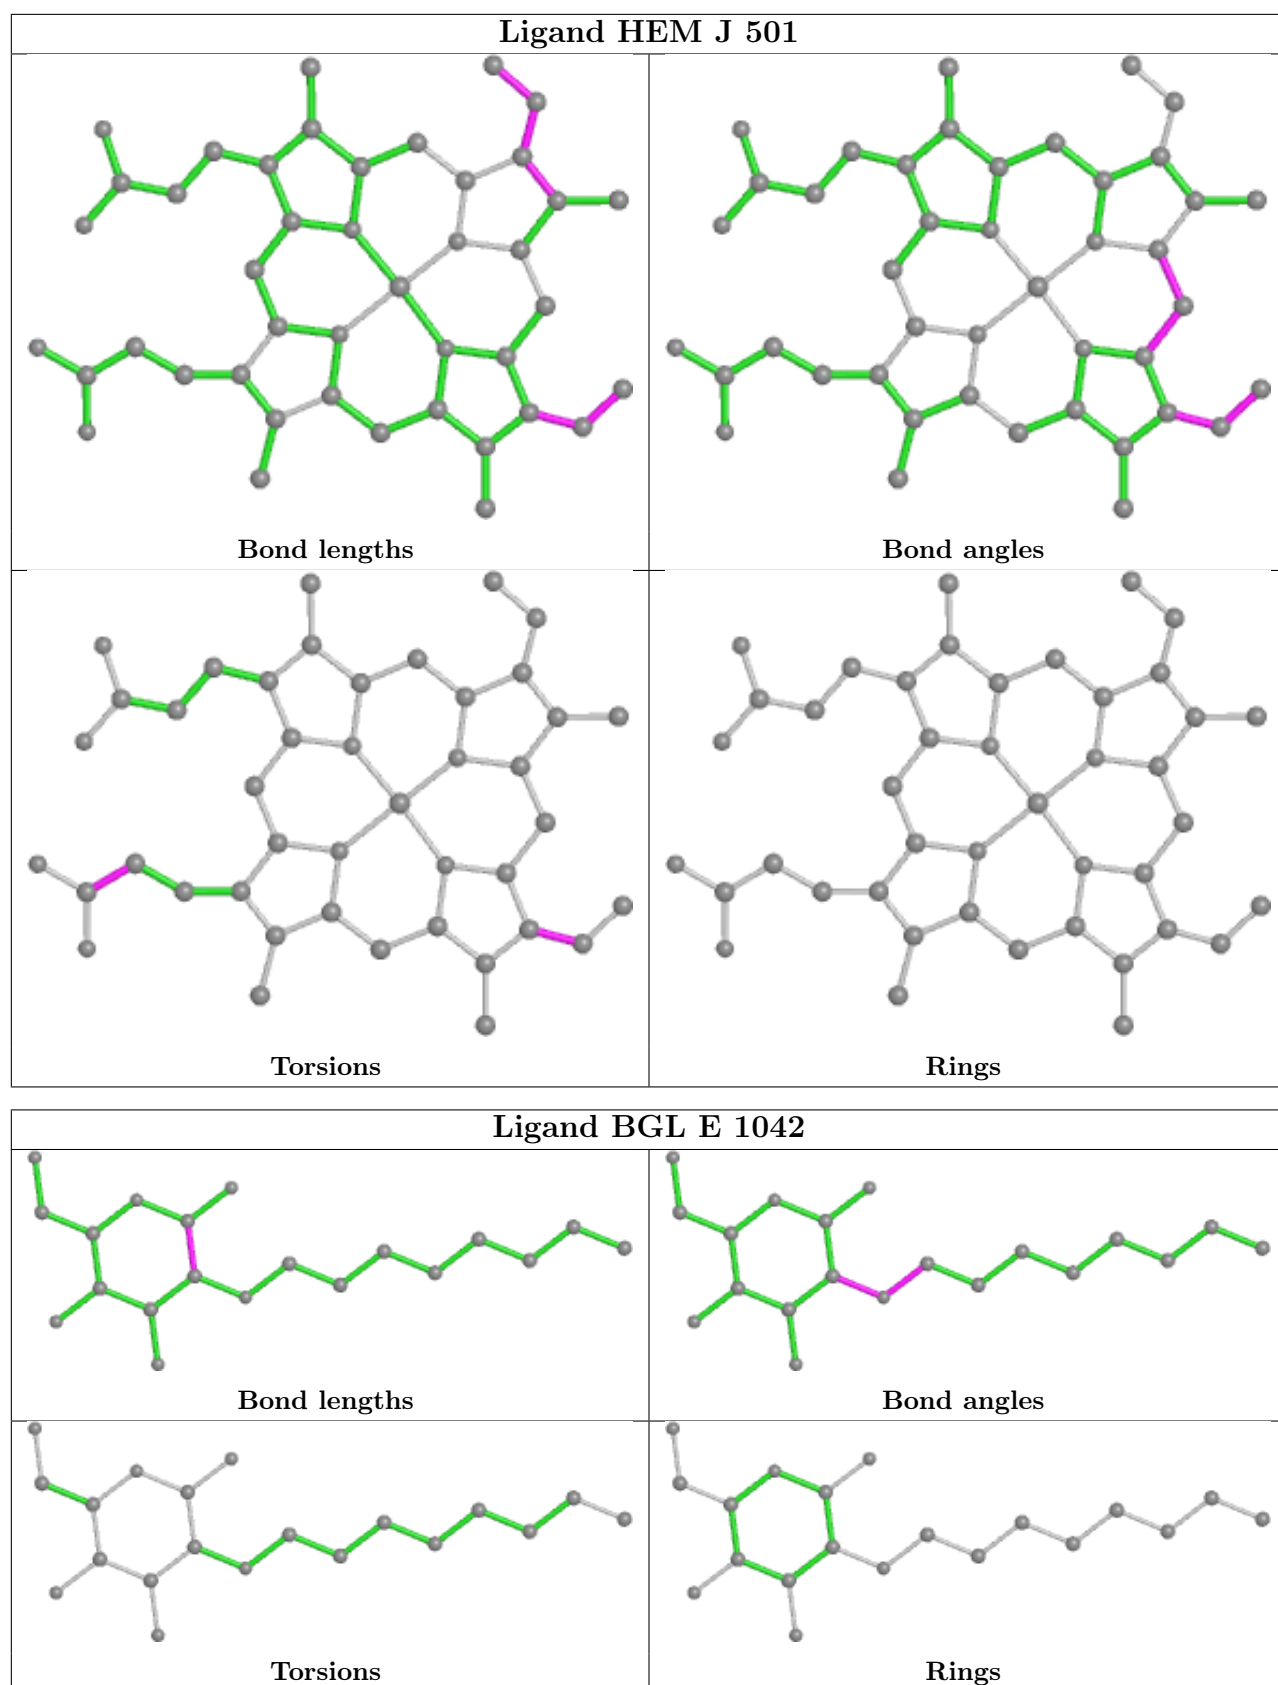 Ligand HEM J 501
Bond lengths
Bond angles
Torsions
Rings
Ligand BGL E 1042
Bond lengths
Bond angles
Torsions
Rings